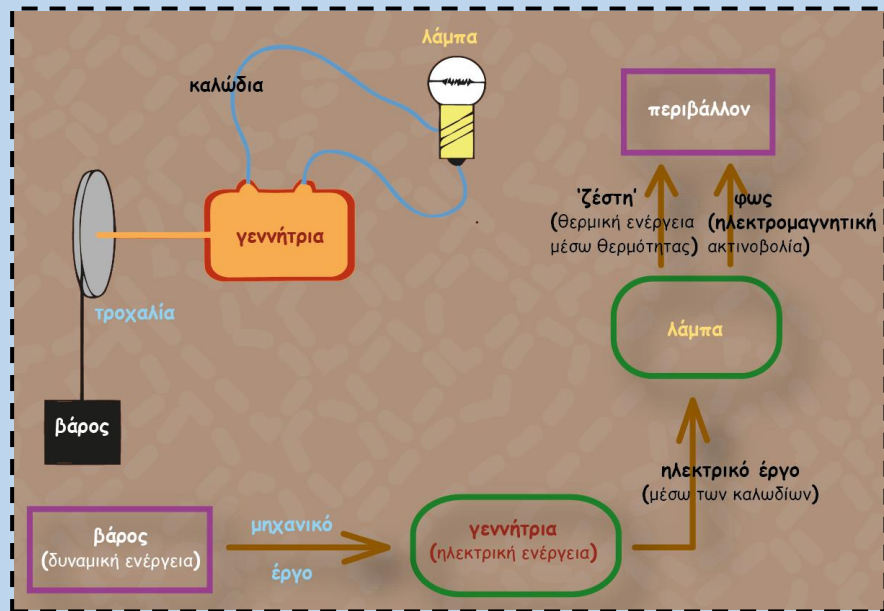 λάμπα
καλώδια
γεννήτρια
τροχαλία
βάρος
περιβάλλον
'ζέστη'
(θερμική ενέργεια
μέσω θερμότητας)
φως
(ηλεκτρομαγνητική
ακτινοβολία)
λάμπα
ηλεκτρικό έργο
(μέσω των καλωδίων)
βάρος
(δυναμική ενέργεια)
μηχανικό
έργο
γεννήτρια
(ηλεκτρική ενέργεια)